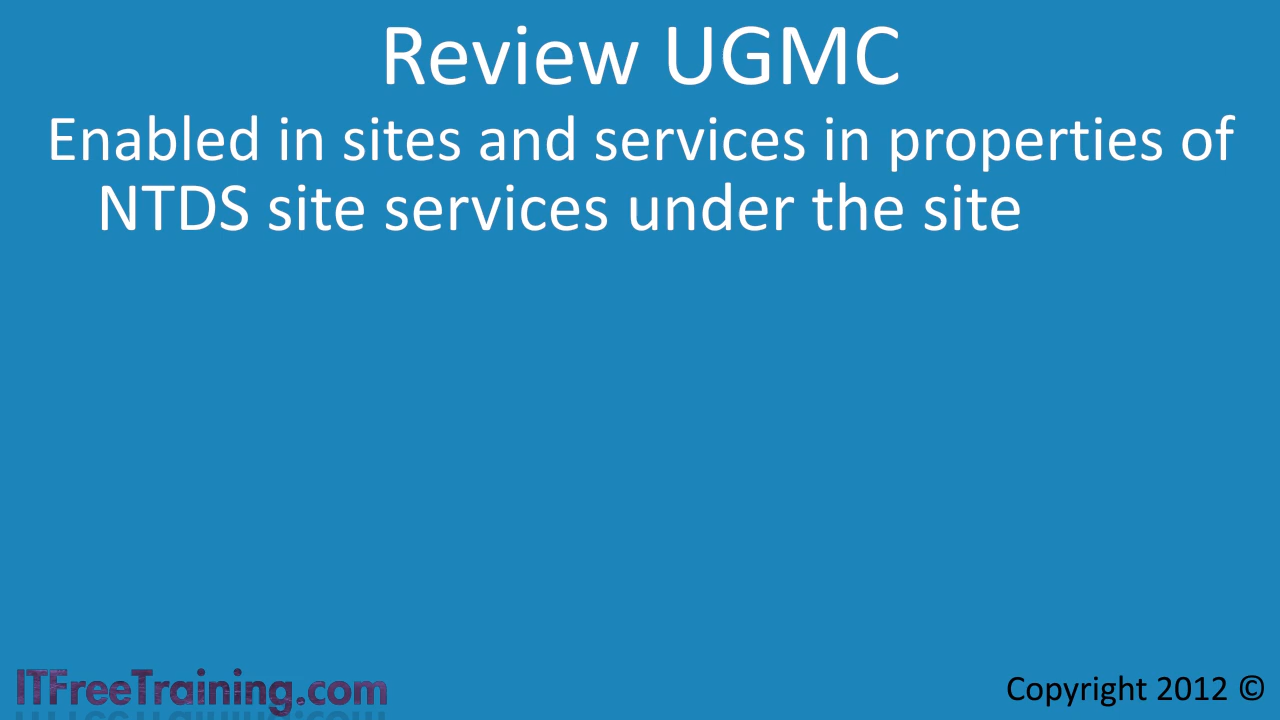 Review UGMC
Enabled in sites and services in properties of
NTDS site services under the site
ITFreeTraining.com
Copyright 2012 ©